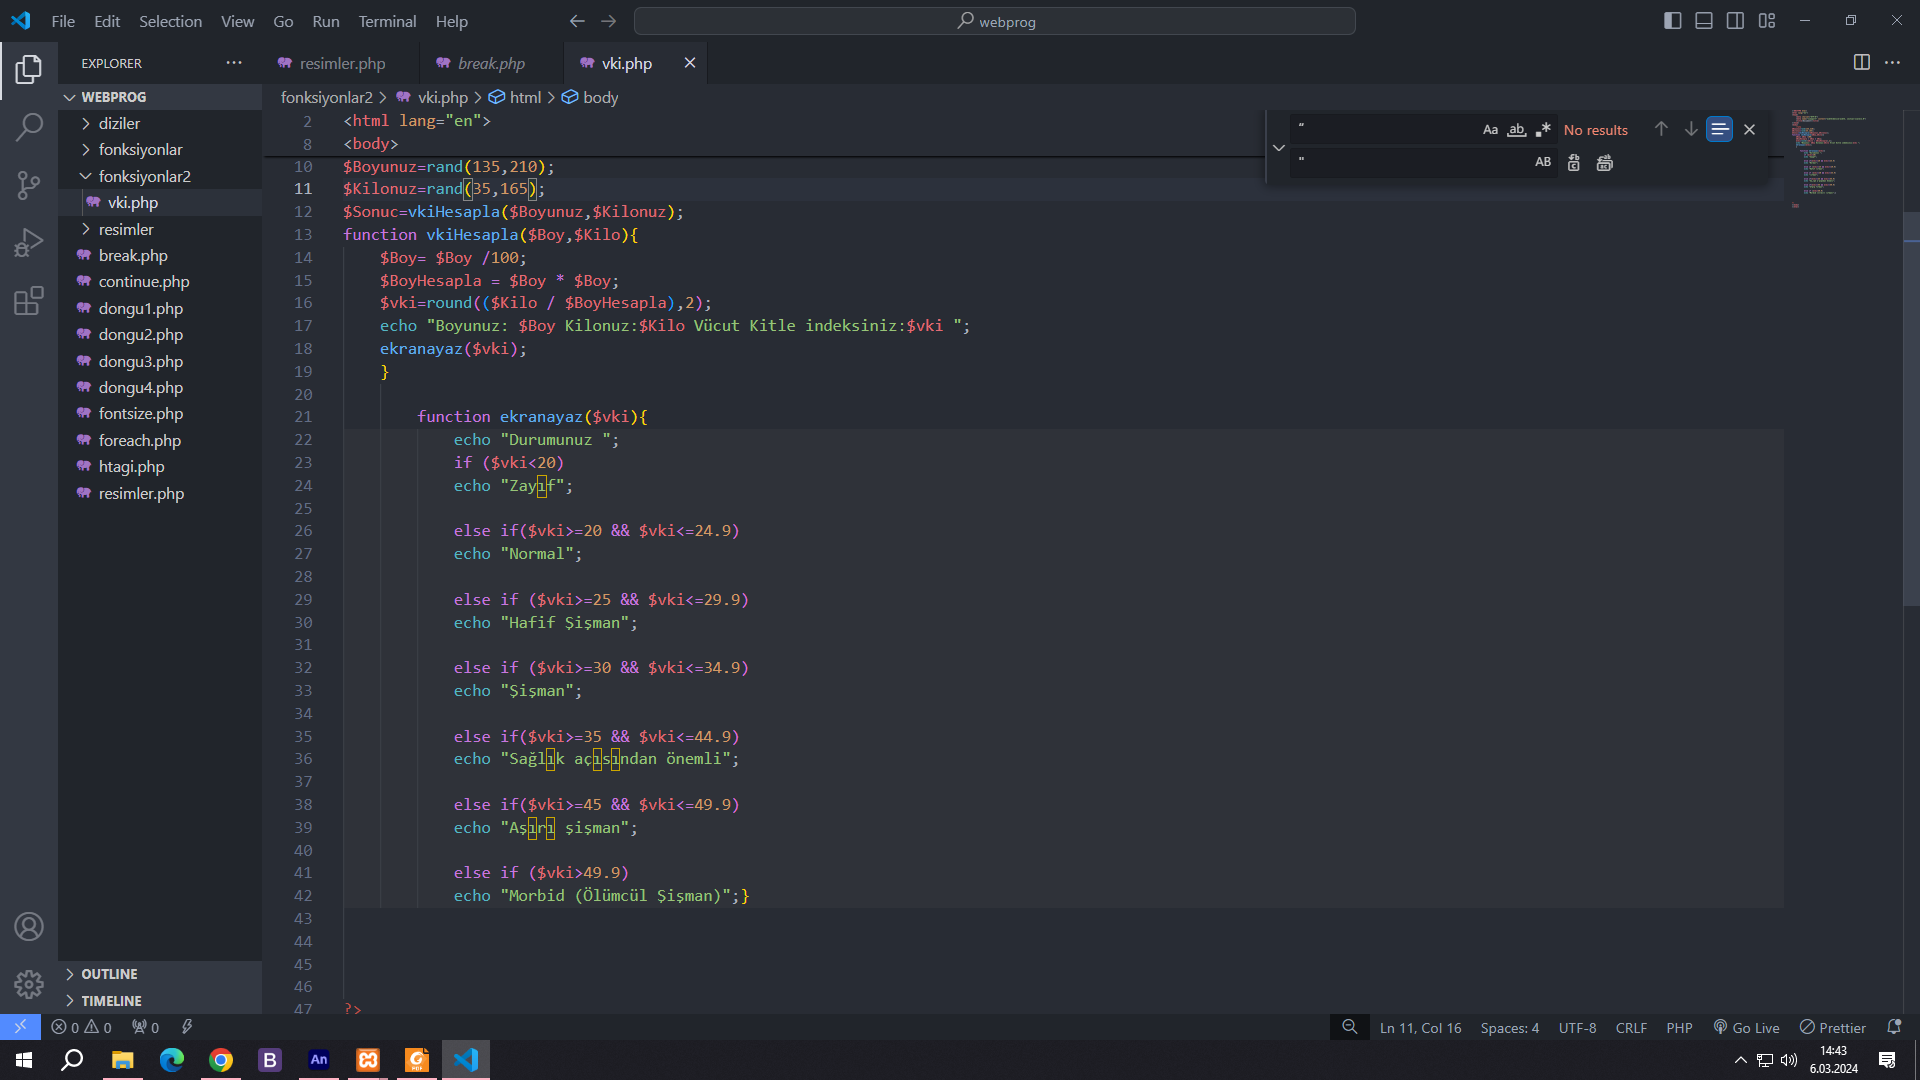 File Edit Selection View Go Run Terminal Help
webprog
EXPLORER
resimler.php
break.php
vki.php
WEBPROG
diziler
fonksiyonlar
fonksiyonlar2
vki.php
resimler
break.php
continue.php
dongu1.php
dongu2.php
dongu3.php
dongu4.php
fontsize.php
foreach.php
htagi.php
resimler.php
OUTLINE
TIMELINE
fonksiyonlar2 > vki.php > html > body
“
Aa ab No results
"
AB
2 <html lang="en">
8 <body>
10 $Boyunuz=rand(135,210);
11 $Kilonuz=rand(35,165);
12 $Sonuc=vkiHesapla($Boyunuz,$Kilonuz);
13 function vkiHesapla($Boy,$Kilo){
14 $Boy= $Boy /100;
15 $BoyHesapla = $Boy * $Boy;
16 $vki=round(($Kilo / $BoyHesapla),2);
17 echo "Boyunuz: $Boy Kilonuz:$Kilo Vücut Kitle indeksiniz:$vki ";
18 ekranayaz($vki);
19 }
20
21 function ekranayaz($vki){
22 echo "Durumunuz ";
23 if ($vki<20)
24 echo "Zayıf";
25
26 else if($vki>=20 && $vki<=24.9)
27 echo "Normal";
28
29 else if ($vki>=25 && $vki<=29.9)
30 echo "Hafif Şişman";
31
32 else if ($vki>=30 && $vki<=34.9)
33 echo "Şişman";
34
35 else if($vki>=35 && $vki<=44.9)
36 echo "Sağlık açısından önemli";
37
38 else if($vki>=45 && $vki<=49.9)
39 echo "Aşırı şişman";
40
41 else if ($vki>49.9)
42 echo "Morbid (Ölümcül Şişman)";}
43
44
45
46
47 ?>
0 0 0
Ln 11, Col 16 Spaces: 4 UTF-8 CRLF PHP Go Live Prettier
B An PDF
14:43
6.03.2024